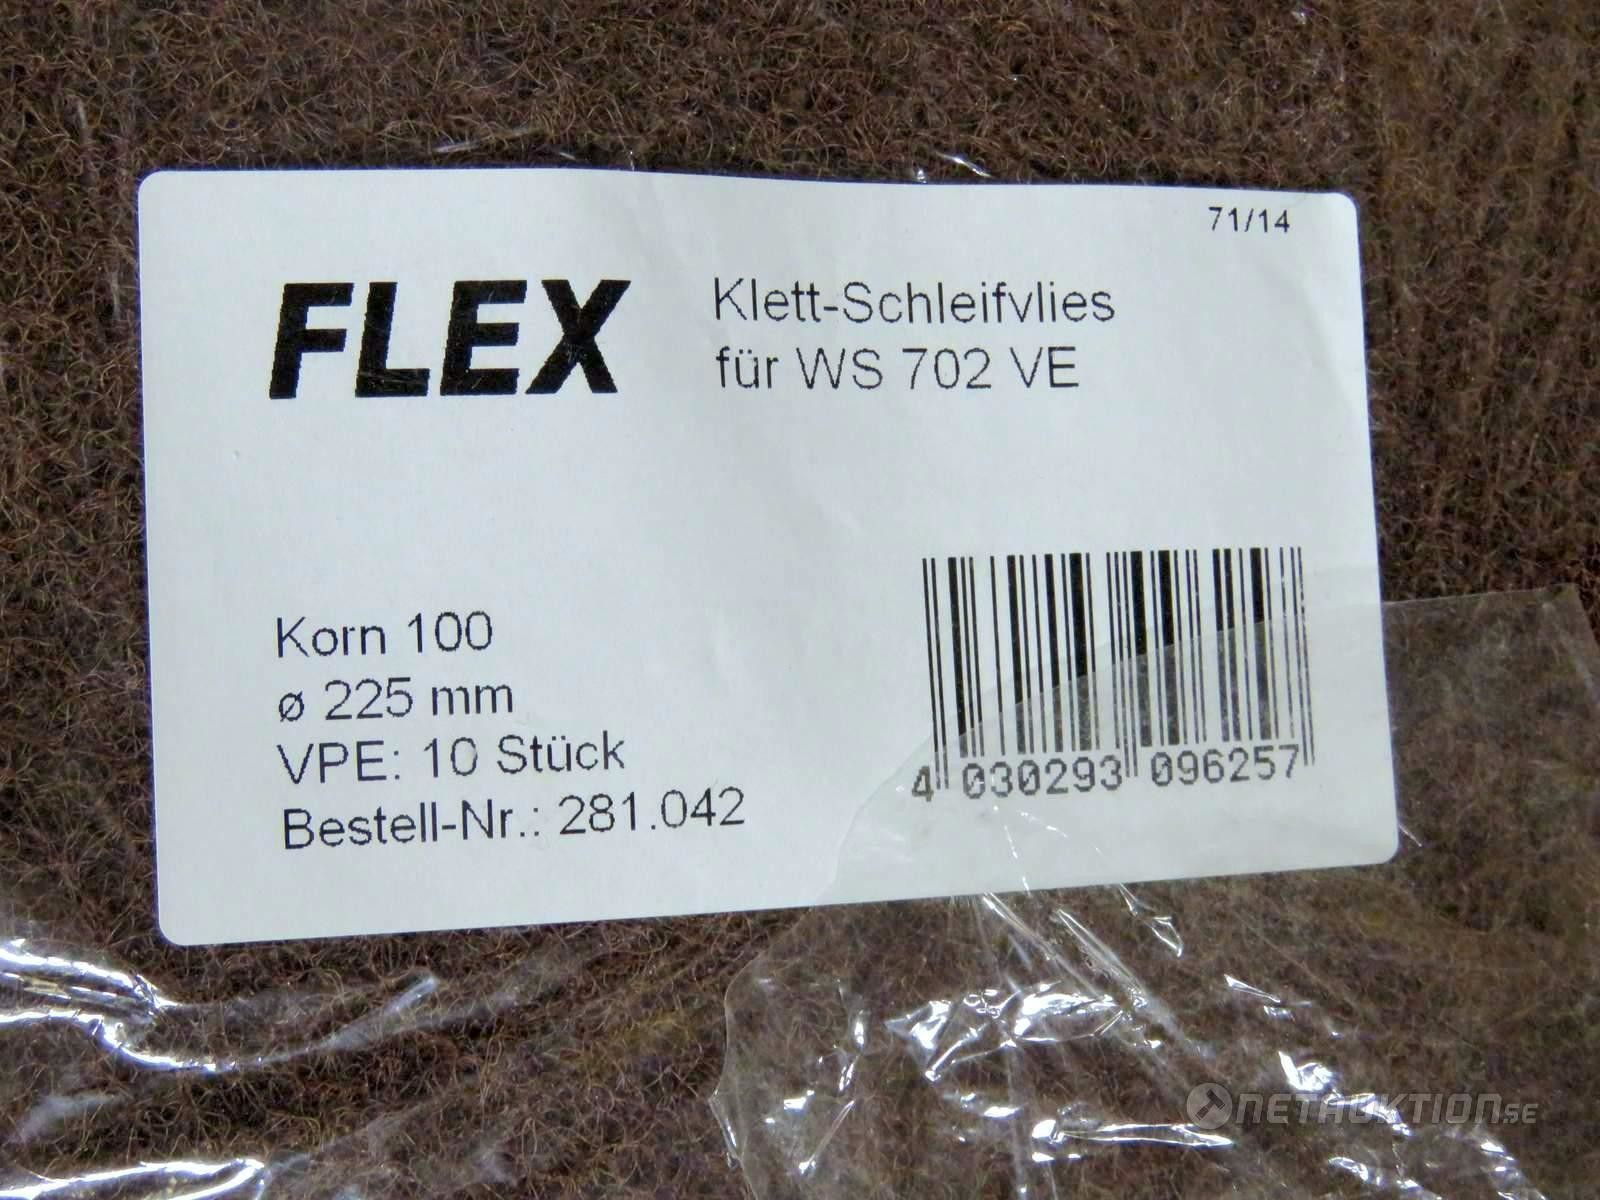 71/14
FLEX
Klett-Schleifvlies
für WS 702 VE
Korn 100
ø 225 mm
VPE: 10 Stück
Bestell-Nr.: 281.042
4 030293 096257
NETAUKTION.SE